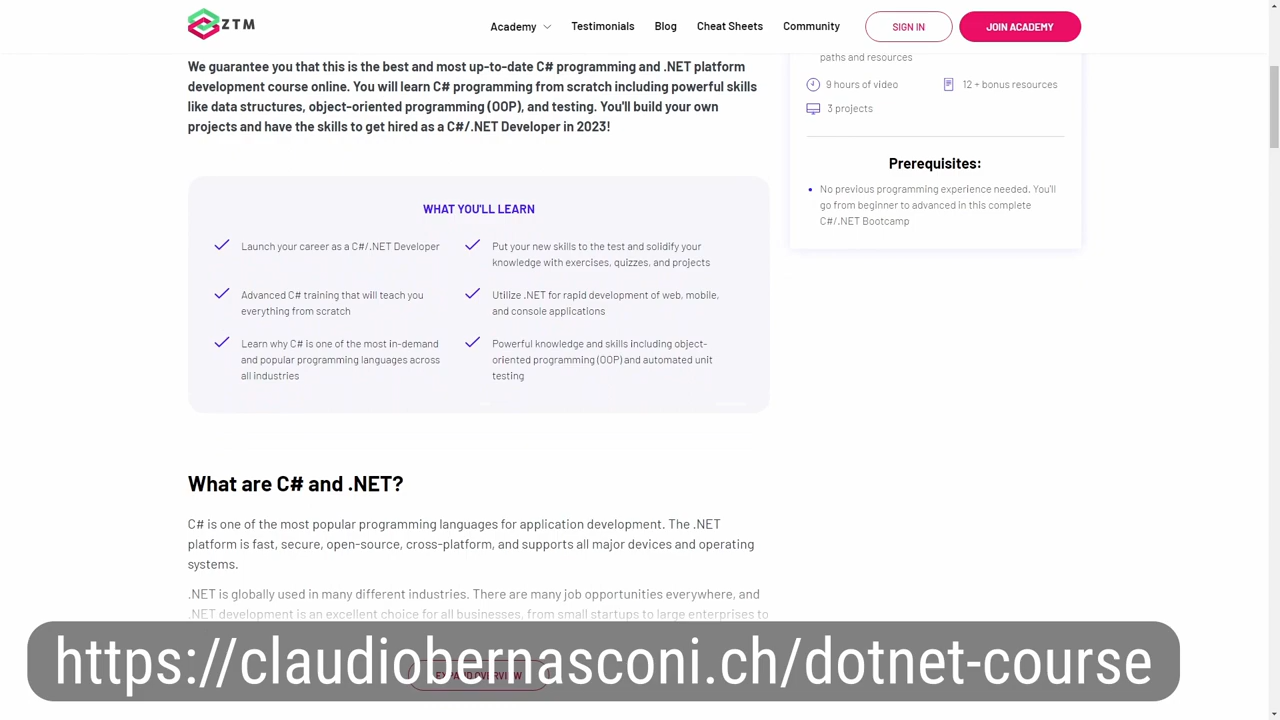 ZTM
Academy
Testimonials
Blog
Cheat Sheets
Community
SIGN IN
JOIN ACADEMY
We guarantee you that this is the best and most up-to-date C# programming and .NET platform
development course online. You will learn C# programming from scratch including powerful skills
like data structures, object-oriented programming (OOP), and testing. You'll build your own
projects and have the skills to get hired as a C#/.NET Developer in 2023!
paths and resources
9 hours of video
12 + bonus resources
3 projects
Prerequisites:
No previous programming experience needed. You'll
go from beginner to advanced in this complete
C#/.NET Bootcamp
WHAT YOU'LL LEARN
Launch your career as a C#/.NET Developer
Advanced C# training that will teach you
everything from scratch
Learn why C# is one of the most in-demand
and popular programming languages across
all industries
Put your new skills to the test and solidify your
knowledge with exercises, quizzes, and projects
Utilize .NET for rapid development of web, mobile,
and console applications
Powerful knowledge and skills including object-
oriented programming (OOP) and automated unit
testing
What are C# and .NET?
C# is one of the most popular programming languages for application development. The .NET
platform is fast, secure, open-source, cross-platform, and supports all major devices and operating
systems.
.NET is globally used in many different industries. There are many job opportunities everywhere, and
.NET development is an excellent choice for all businesses, from small startups to large enterprises to
EXPAND OVERVIEW
https://claudiobernasconi.ch/dotnet-course